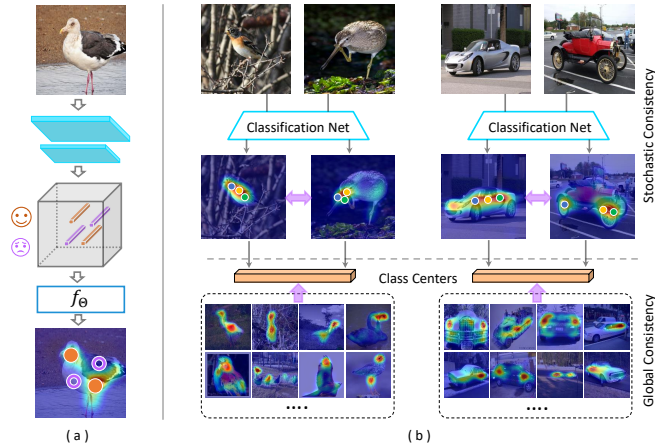 Classification Net
Classification Net
Stochastic Consistency
fΘ
Class Centers
Global Consistency
....
....
( a )
( b )